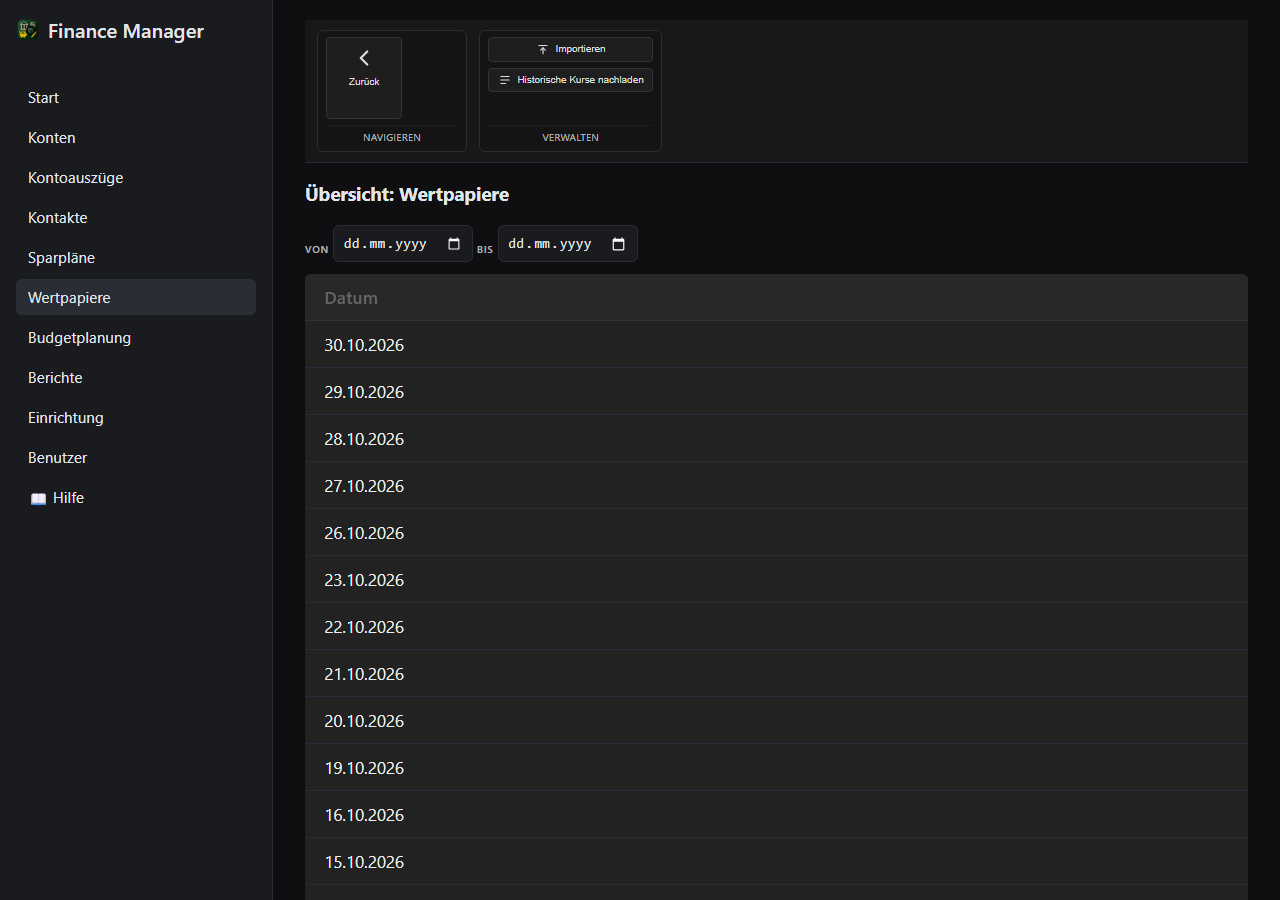 Finance Manager
Start
Konten
Kontoauszüge
Kontakte
Sparpläne
Wertpapiere
Budgetplanung
Berichte
Einrichtung
Benutzer
Hilfe
Zurück
NAVIGIEREN
Importieren
Historische Kurse nachladen
VERWALTEN
Übersicht: Wertpapiere
VON dd.mm.yyyy BIS dd.mm.yyyy
Datum
30.10.2026
29.10.2026
28.10.2026
27.10.2026
26.10.2026
23.10.2026
22.10.2026
21.10.2026
20.10.2026
19.10.2026
16.10.2026
15.10.2026